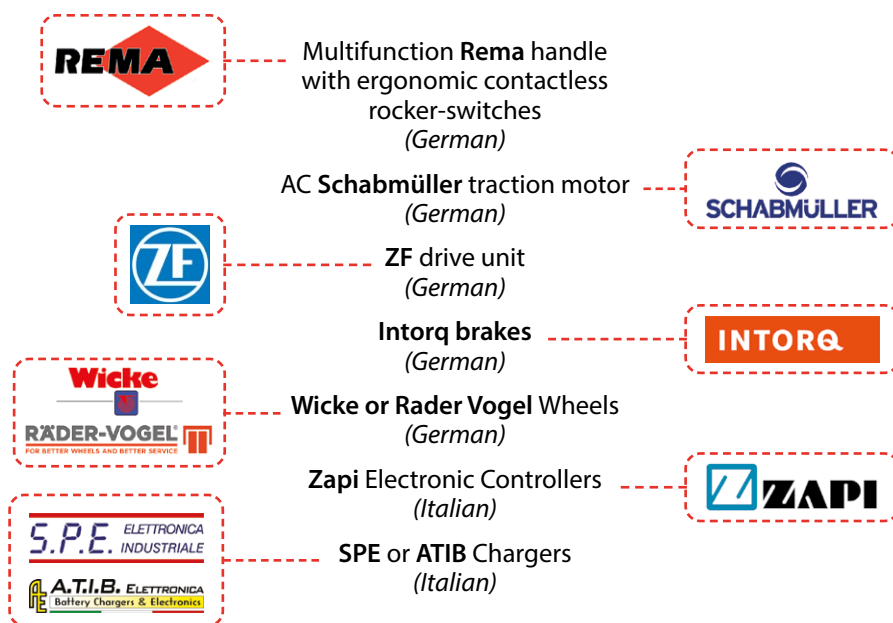 REMA
Multifunction Rema handle
with ergonomic contactless
rocker-switches
(German)
AC Schabmüller traction motor
(German)
SCHABMÜLLER
ZF
ZF drive unit
(German)
Intorq brakes
(German)
INTORQ
Wicke
RÄDER-VOGEL
FOR BETTER WHEELS AND BETTER SERVICE
Wicke or Rader Vogel Wheels
(German)
Zapi Electronic Controllers
(Italian)
ZAPI
S.P.E. ELETTRONICA
INDUSTRIALE
A.T.I.B. ELETTRONICA
Battery Chargers & Electronics
SPE or ATIB Chargers
(Italian)